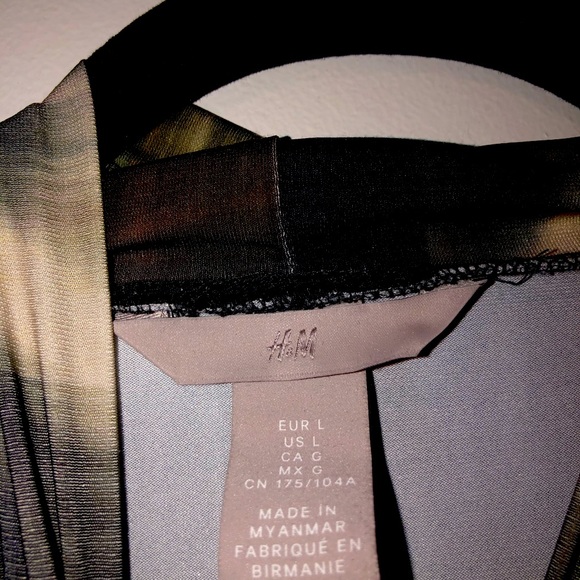 H&M
EUR L
US L
CA G
MX G
CN 175/104A
MADE IN
MYANMAR
FABRIQUÉ EN
BIRMANIE